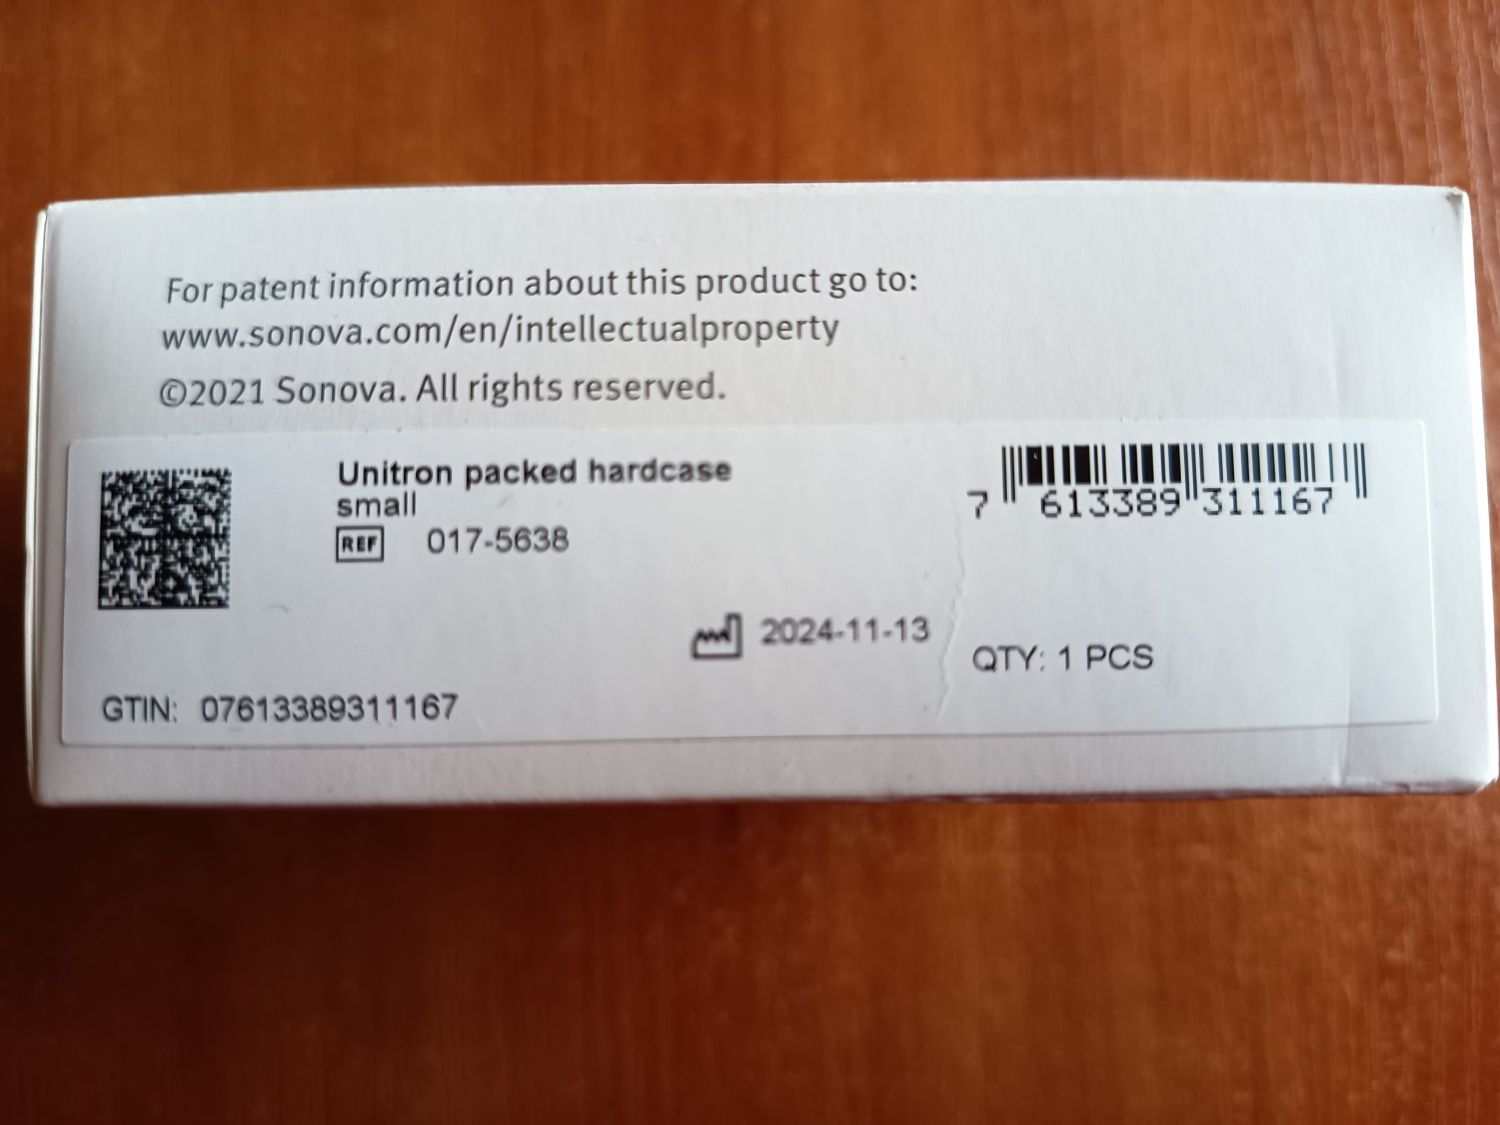 For patent information about this product go to:
www.sonova.com/en/intellectualproperty
©2021 Sonova. All rights reserved.
Unitron packed hardcase
small
REF 017-5638
7 613389 311167
2024-11-13
QTY: 1 PCS
GTIN: 07613389311167